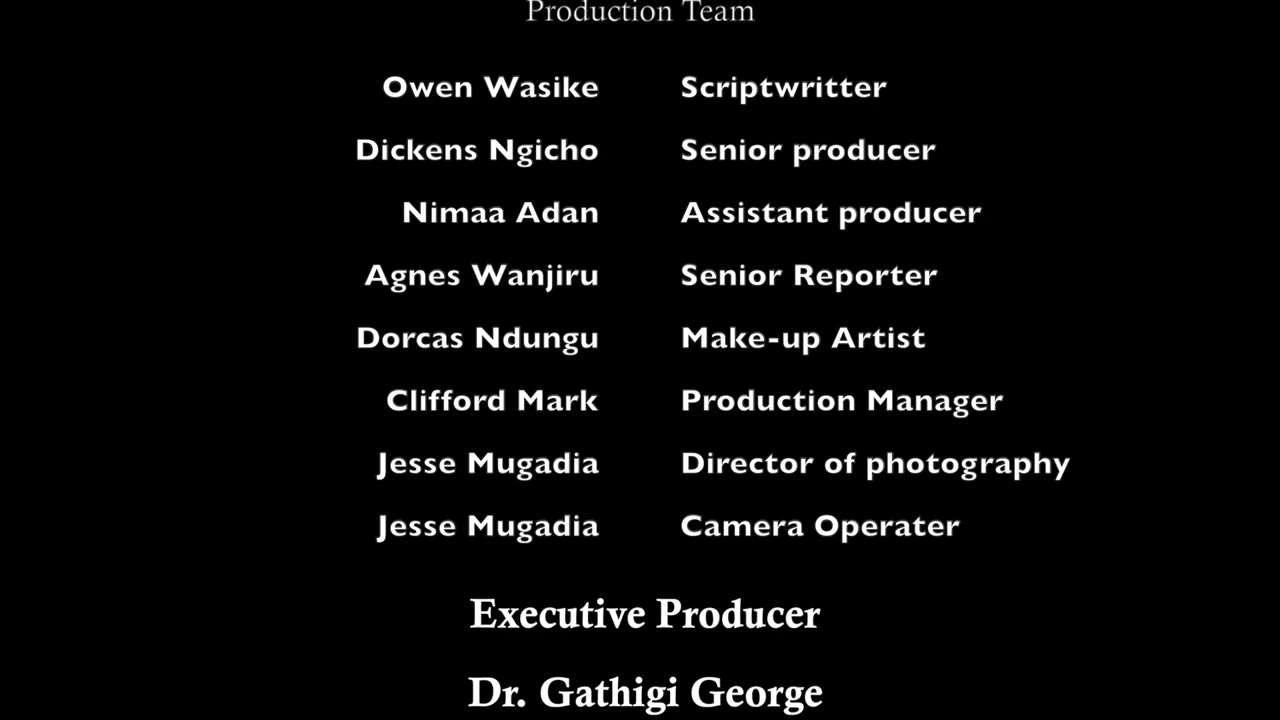 Production Team
Owen Wasike Scriptwritter
Dickens Ngicho Senior producer
Nimaa Adan Assistant producer
Agnes Wanjiru Senior Reporter
Dorcas Ndungu Make-up Artist
Clifford Mark Production Manager
Jesse Mugadia Director of photography
Jesse Mugadia Camera Operater
Executive Producer
Dr. Gathigi George